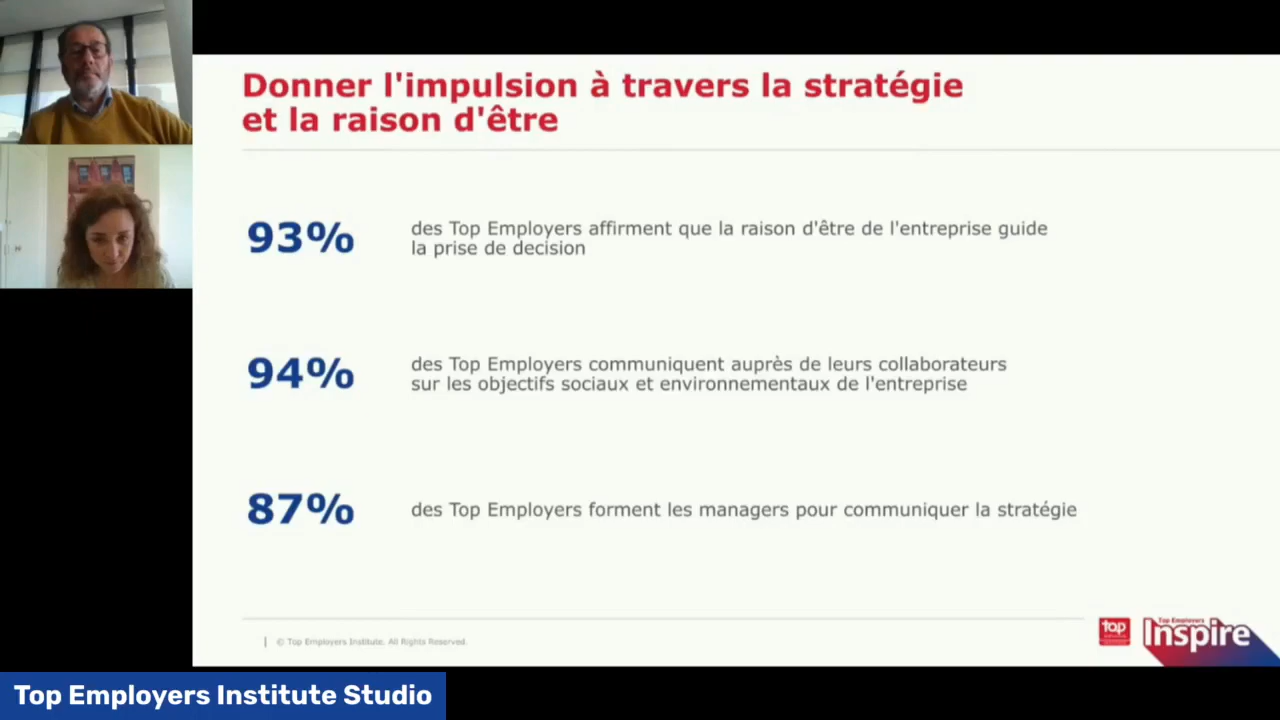 Donner l'impulsion à travers la stratégie
et la raison d'être
93%
des Top Employers affirment que la raison d'être de l'entreprise guide
la prise de decision
94%
des Top Employers communiquent auprès de leurs collaborateurs
sur les objectifs sociaux et environnementaux de l'entreprise
87%
des Top Employers forment les managers pour communiquer la stratégie
© Top Employers Institute. All Rights Reserved.
top
Top Employers
Inspire
Top Employers Institute Studio